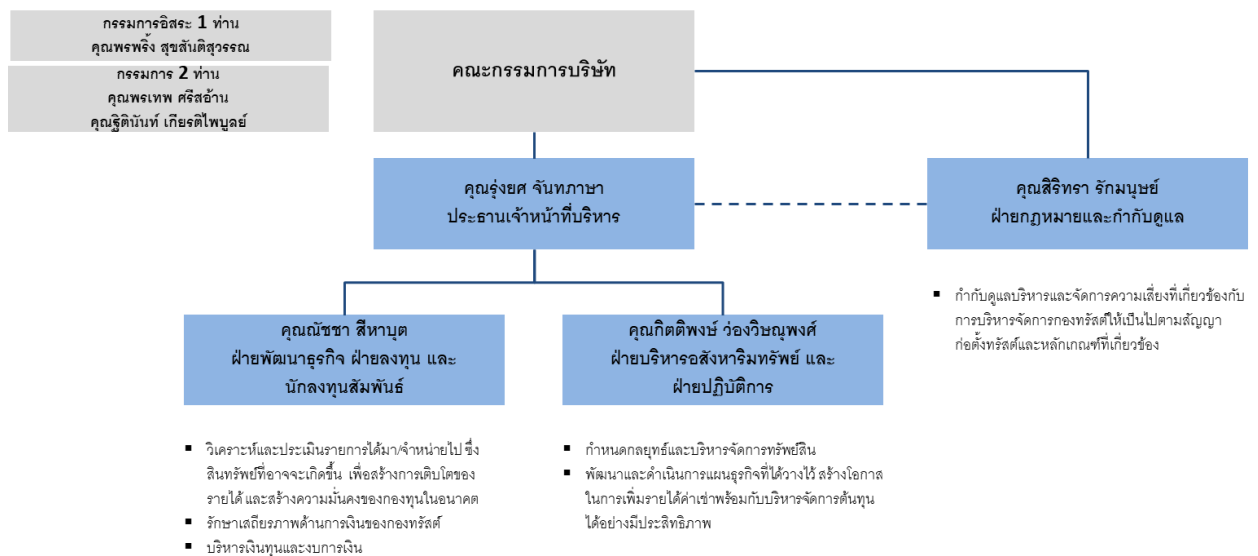 กรรมการอิสระ 1 ท่าน
คุณพรพริ้ง สุขสันติสุวรรณ
กรรมการ 2 ท่าน
คุณพรเทพ ศรีสอ้าน
คุณฐิตินันท์ เกียรติไพบูลย์
คณะกรรมการบริษัท
คุณรุ่งยศ จันทภาษา
ประธานเจ้าหน้าที่บริหาร
คุณสิริทรา รักมนุษย์
ฝ่ายกฎหมายและกำกับดูแล
▪ กำกับดูแลบริหารและจัดการความเสี่ยงที่เกี่ยวข้องกับ
การบริหารจัดการกองทรัสต์ให้เป็นไปตามสัญญา
ก่อตั้งทรัสต์และหลักเกณฑ์ที่เกี่ยวข้อง
คุณณัชชา สีหาบุต
ฝ่ายพัฒนาธุรกิจ ฝ่ายลงทุน และ
นักลงทุนสัมพันธ์
▪ วิเคราะห์และประเมินรายการได้มา/จำหน่ายไป ซึ่ง
สินทรัพย์ที่อาจจะเกิดขึ้น เพื่อสร้างการเติบโตของ
รายได้ และสร้างความมั่นคงของกองทุนในอนาคต
▪ รักษาเสถียรภาพด้านการเงินของกองทรัสต์
▪ บริหารเงินทุนและงบการเงิน
คุณกิตติพงษ์ ว่องวิษณุพงศ์
ฝ่ายบริหารอสังหาริมทรัพย์ และ
ฝ่ายปฏิบัติการ
▪ กำหนดกลยุทธ์และบริหารจัดการทรัพย์สิน
▪ พัฒนาและดำเนินการแผนธุรกิจที่ได้วางไว้ สร้างโอกาส
ในการเพิ่มรายได้ค่าเช่าพร้อมกับบริหารจัดการต้นทุน
ได้อย่างมีประสิทธิภาพ